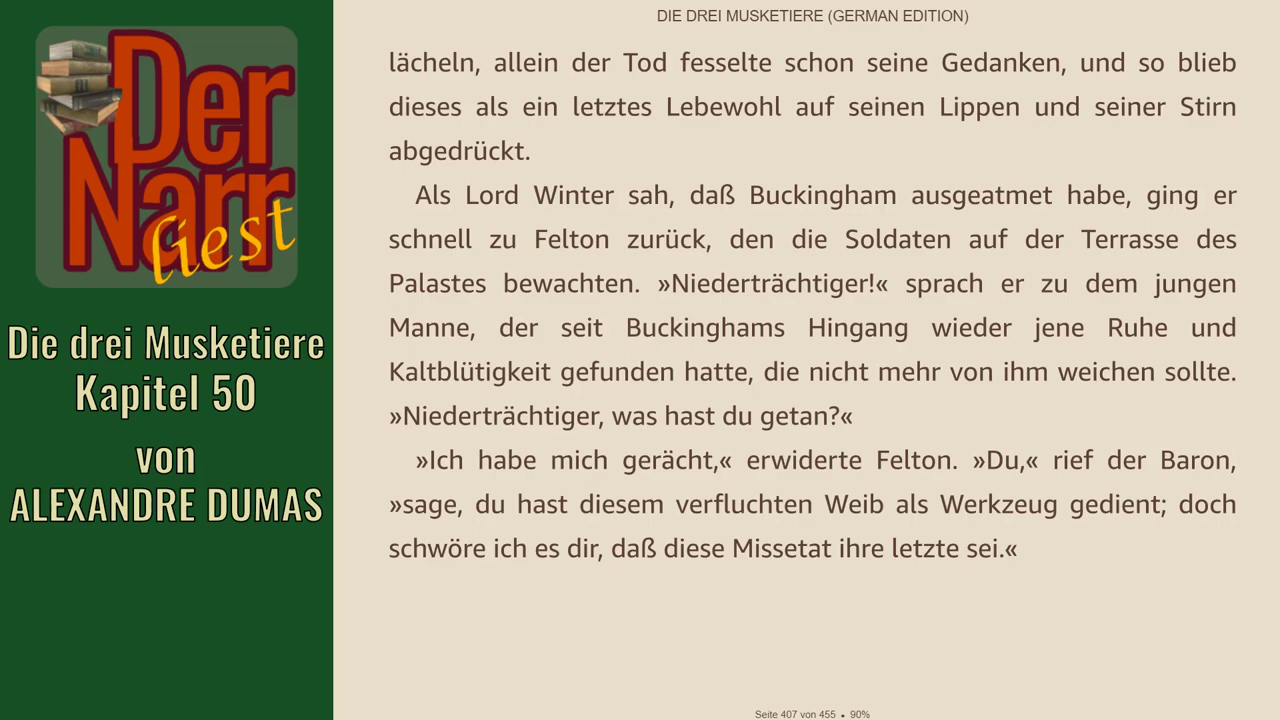 Der
Narr
liest
Die drei Musketiere
Kapitel 50
von
ALEXANDRE DUMAS
DIE DREI MUSKETIERE (GERMAN EDITION)
lächeln, allein der Tod fesselte schon seine Gedanken, und so blieb
dieses als ein letztes Lebewohl auf seinen Lippen und seiner Stirn
abgedrückt.
Als Lord Winter sah, daß Buckingham ausgeatmet habe, ging er
schnell zu Felton zurück, den die Soldaten auf der Terrasse des
Palastes bewachten. »Niederträchtiger!« sprach er zu dem jungen
Manne, der seit Buckinghams Hingang wieder jene Ruhe und
Kaltblütigkeit gefunden hatte, die nicht mehr von ihm weichen sollte.
»Niederträchtiger, was hast du getan?«
»Ich habe mich gerächt,« erwiderte Felton. »Du,« rief der Baron,
»sage, du hast diesem verfluchten Weib als Werkzeug gedient; doch
schwöre ich es dir, daß diese Missetat ihre letzte sei.«
Seite 407 von 455 • 90%